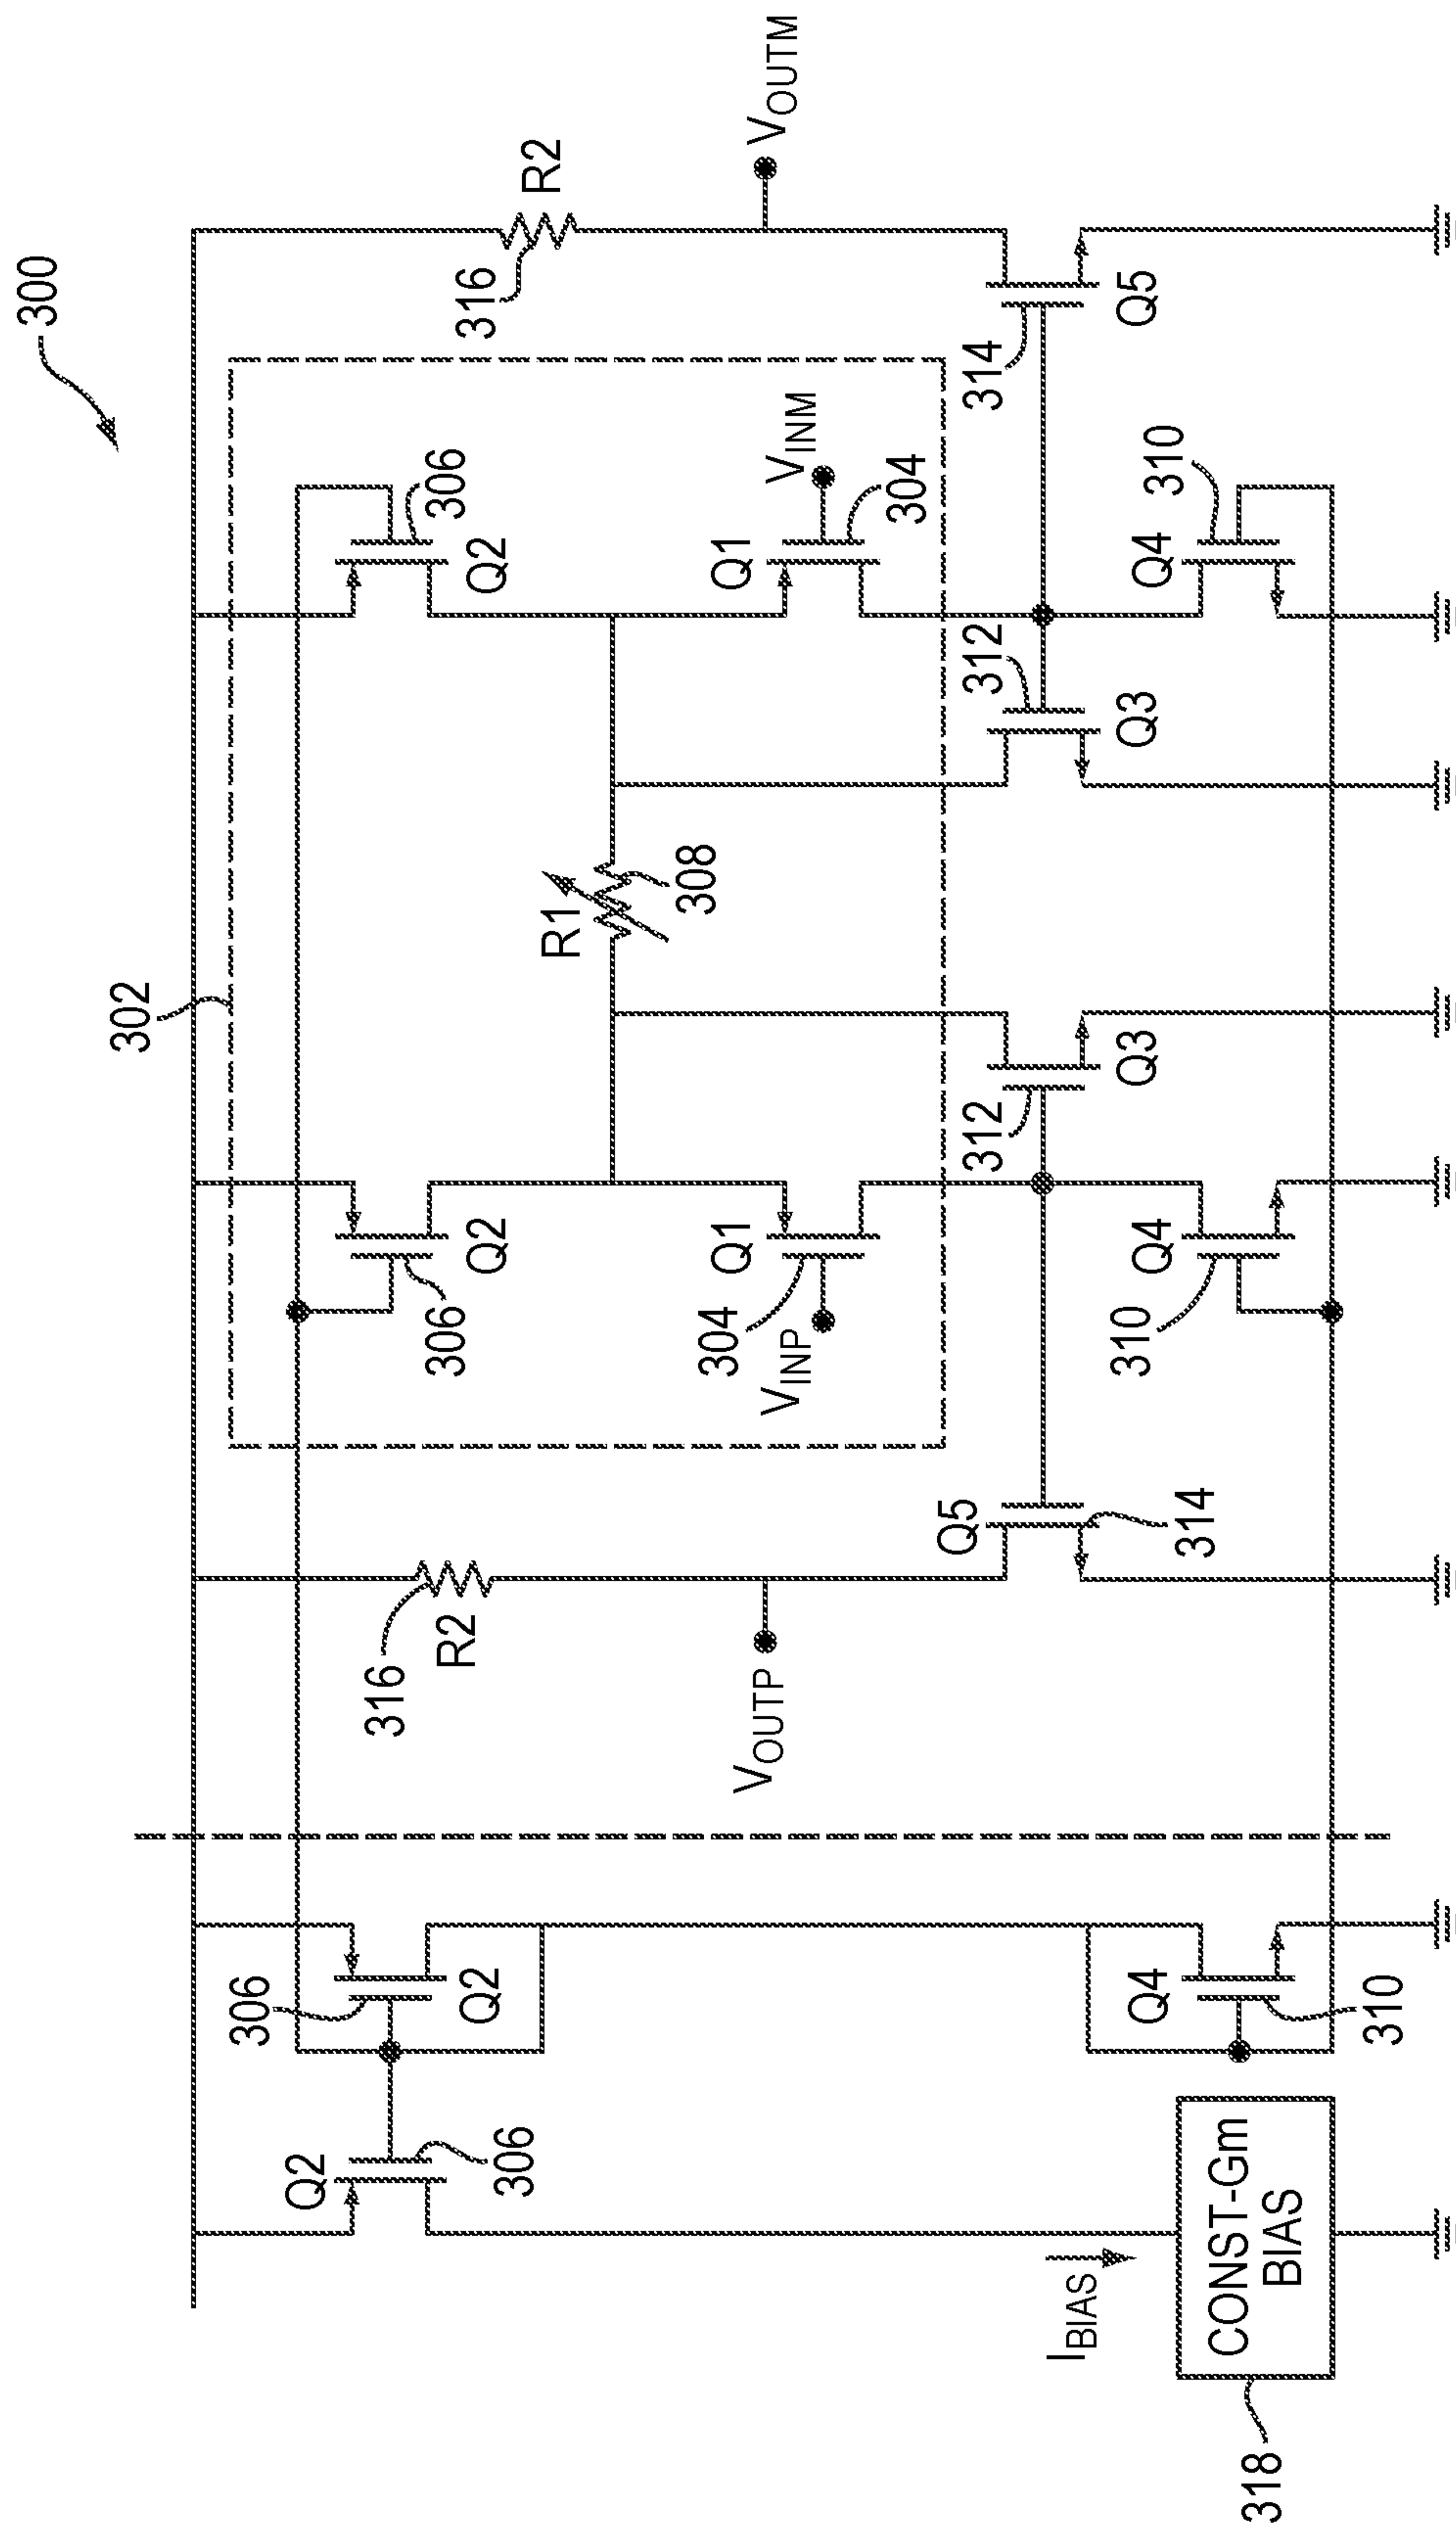 300
302
306
Q2
316
R2
306
306
Q2
Q2
Q2
316
R2
306
R1
308
304
Q1
Q1
VOUTP
VINP
VINM
VOUTM
304
Q5
312
312
314
IBIAS
Q3
Q3
Q5
Q4
310
Q4
Q4
310
314
CONST-Gm
BIAS
318
310